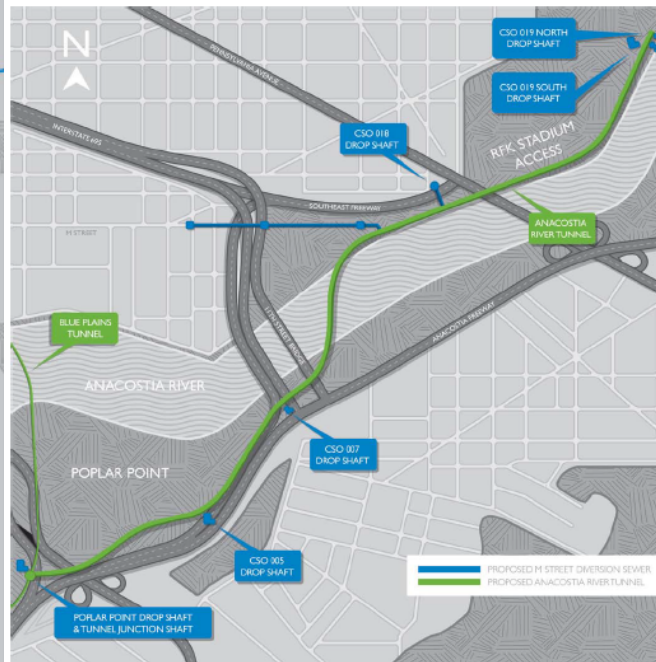 N
CSO 019 NORTH
DROP SHAFT
CSO 019 SOUTH
DROP SHAFT
PENNSYLVANIA AVENUE
INTERSTATE 695
CSO 018
DROP SHAFT
RFK STADIUM
ACCESS
SOUTHEAST FREEWAY
M STREET
ANACOSTIA
RIVER TUNNEL
BLUE PLAINS
TUNNEL
11TH STREET BRIDGE
ANACOSTIA FREEWAY
ANACOSTIA RIVER
CSO 007
DROP SHAFT
POPLAR POINT
CSO 005
DROP SHAFT
PROPOSED M STREET DIVERSION SEWER
PROPOSED ANACOSTIA RIVER TUNNEL
POPLAR POINT DROP SHAFT
& TUNNEL JUNCTION SHAFT